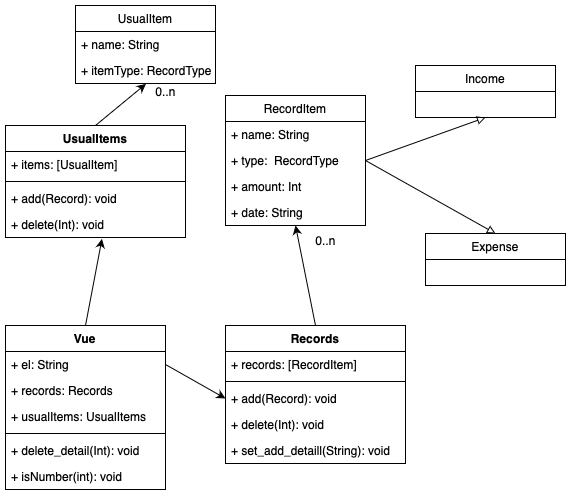 UsualItem
+ name: String
+ itemType: RecordType
0..n
UsualItems
+ items: [UsualItem]
+ add(Record): void
+ delete(Int): void
RecordItem
+ name: String
+ type:  RecordType
+ amount: Int
+ date: String
0..n
Income
Expense
Vue
+ el: String
+ records: Records
+ usualItems: UsualItems
+ delete_detail(Int): void
+ isNumber(int): void
Records
+ records: [RecordItem]
+ add(Record): void
+ delete(Int): void
+ set_add_detaill(String): void